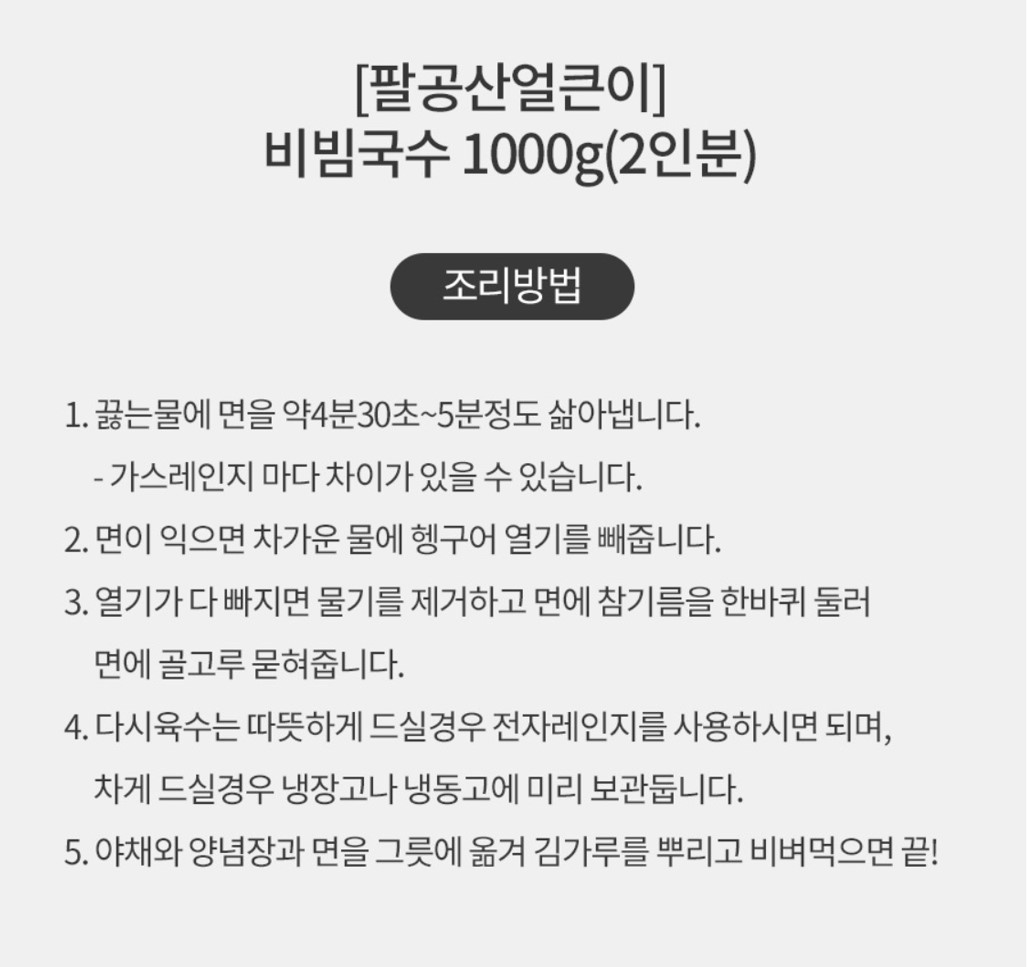 [팔공산얼큰이]
비빔국수 1000g(2인분)
조리방법
1. 끓는물에 면을 약4분30초~5분정도 삶아냅니다.
- 가스레인지 마다 차이가 있을 수 있습니다.
2. 면이 익으면 차가운 물에 헹구어 열기를 빼줍니다.
3. 열기가 다 빠지면 물기를 제거하고 면에 참기름을 한바퀴 둘러
면에 골고루 묻혀줍니다.
4. 다시육수는 따뜻하게 드실경우 전자레인지를 사용하시면 되며,
차게 드실경우 냉장고나 냉동고에 미리 보관둡니다.
5. 야채와 양념장과 면을 그릇에 옮겨 김가루를 뿌리고 비벼먹으면 끝!